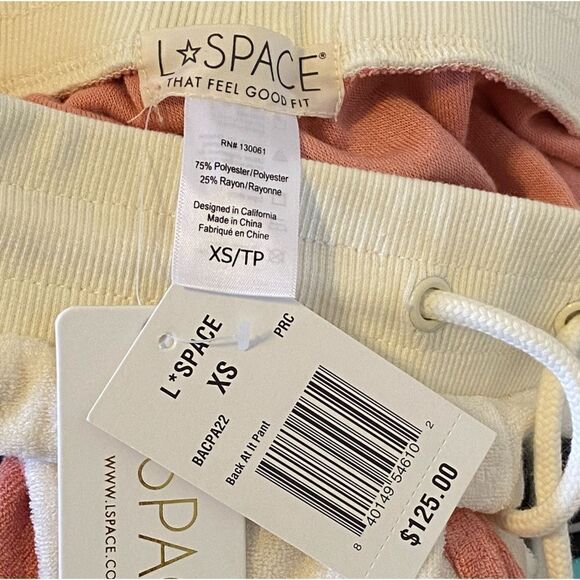 L☆SPACE®
THAT FEEL GOOD FIT
RN# 130061
75% Polyester/Polyester
25% Rayon/Rayonne
Designed in California
Made in China
Fabriqué en Chine
XS/TP
L*SPACE
PRC
XS
BACPA22
Back At It Pant
8 40149 54610 2
$125.00
SPAC
WWW.LSPACE.CO